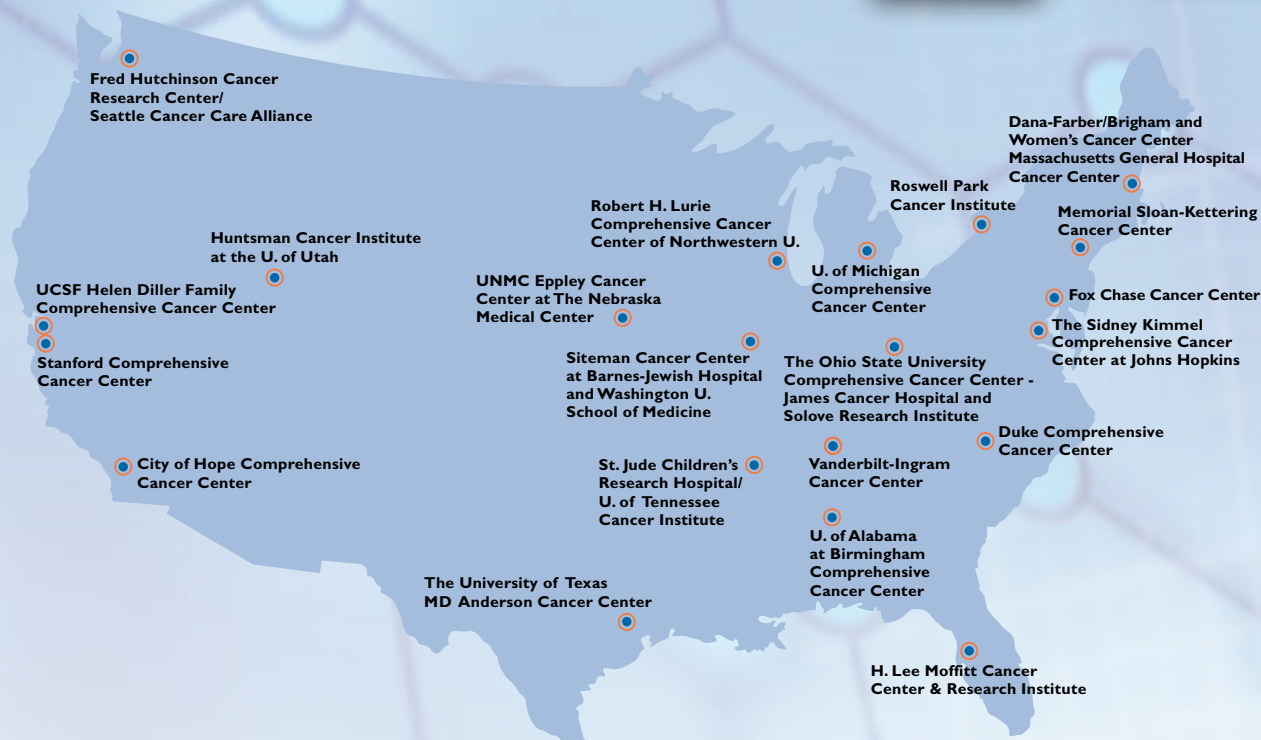 Fred Hutchinson Cancer
Research Center/
Seattle Cancer Care Alliance
Dana-Farber/Brigham and
Women's Cancer Center
Massachusetts General Hospital
Cancer Center
Roswell Park
Cancer Institute
Memorial Sloan-Kettering
Cancer Center
Robert H. Lurie
Comprehensive Cancer
Center of Northwestern U.
Huntsman Cancer Institute
at the U. of Utah
U. of Michigan
Comprehensive
Cancer Center
UNMC Eppley Cancer
Center at The Nebraska
Medical Center
UCSF Helen Diller Family
Comprehensive Cancer Center
Fox Chase Cancer Center
The Sidney Kimmel
Comprehensive Cancer
Center at Johns Hopkins
Stanford Comprehensive
Cancer Center
Siteman Cancer Center
at Barnes-Jewish Hospital
and Washington U.
School of Medicine
The Ohio State University
Comprehensive Cancer Center -
James Cancer Hospital and
Solove Research Institute
Duke Comprehensive
Cancer Center
City of Hope Comprehensive
Cancer Center
St. Jude Children's
Research Hospital/
U. of Tennessee
Cancer Institute
Vanderbilt-Ingram
Cancer Center
U. of Alabama
at Birmingham
Comprehensive
Cancer Center
The University of Texas
MD Anderson Cancer Center
H. Lee Moffitt Cancer
Center & Research Institute